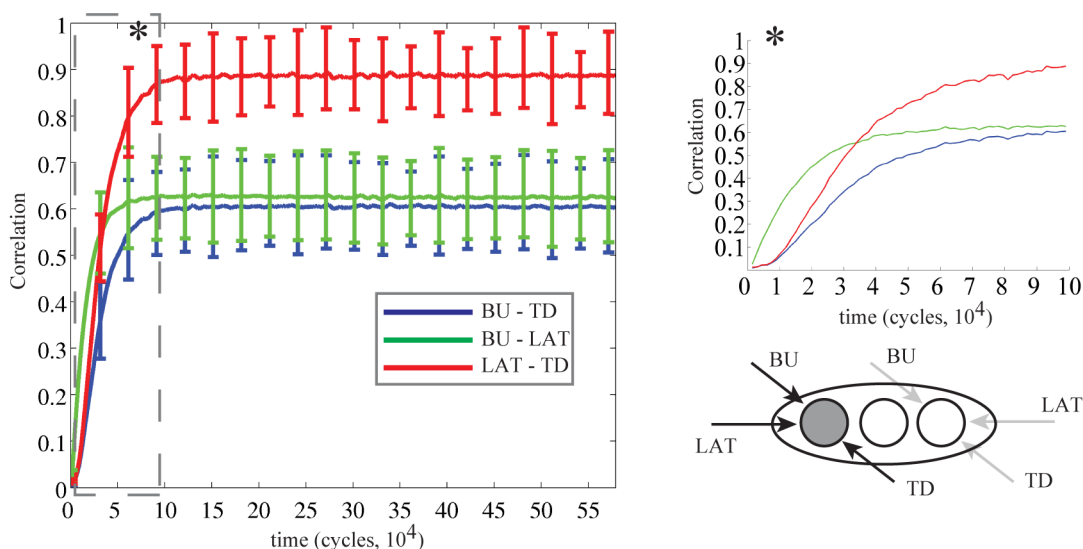 *
1
0.9
0.8
0.7
0.6
0.5
0.4
0.3
0.2
0.1
0
Correlation
0 5 10 15 20 25 30 35 40 45 50 55
time (cycles, 10⁴)
BU - TD
BU - LAT
LAT - TD
*
1
0.9
0.8
0.7
0.6
0.5
0.4
0.3
0.2
0.1
Correlation
0 1 2 3 4 5 6 7 8 9 10
time (cycles, 10⁴)
BU BU
LAT LAT
TD TD